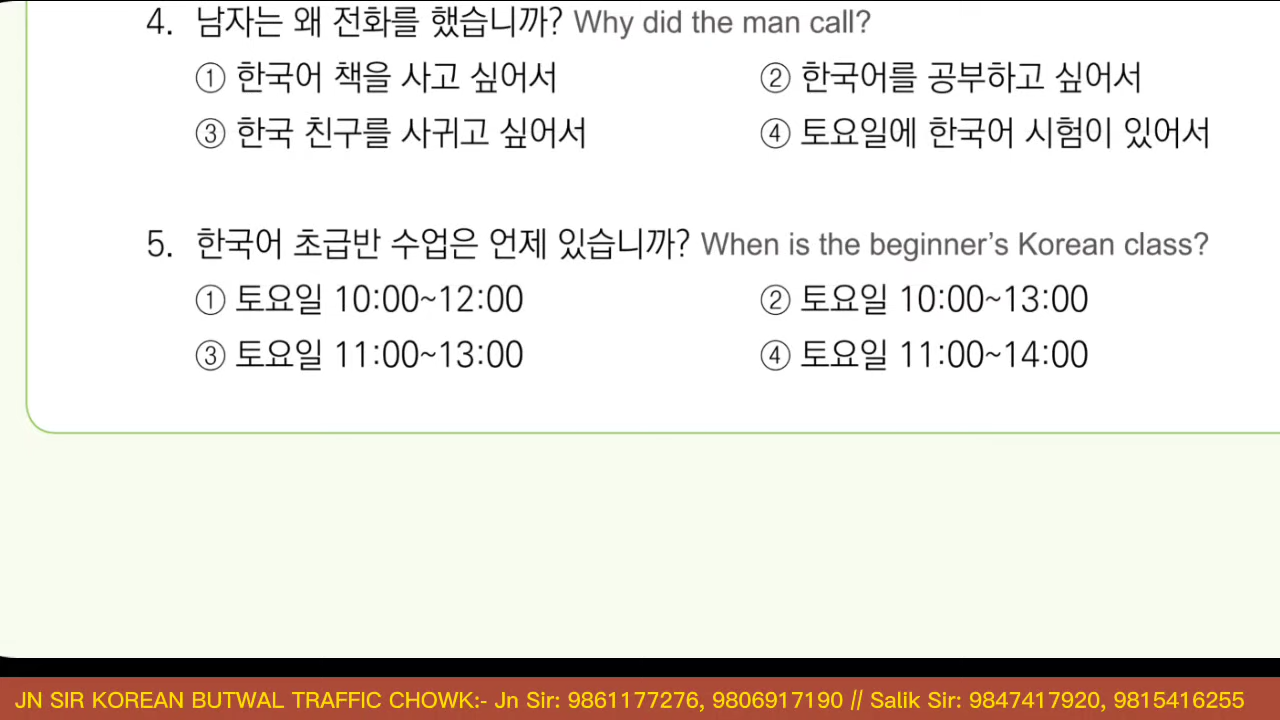 4. 남자는 왜 전화를 했습니까? Why did the man call?
① 한국어 책을 사고 싶어서 ② 한국어를 공부하고 싶어서
③ 한국 친구를 사귀고 싶어서 ④ 토요일에 한국어 시험이 있어서
5. 한국어 초급반 수업은 언제 있습니까? When is the beginner's Korean class?
① 토요일 10:00~12:00 ② 토요일 10:00~13:00
③ 토요일 11:00~13:00 ④ 토요일 11:00~14:00
JN SIR KOREAN BUTWAL TRAFFIC CHOWK:- Jn Sir: 9861177276, 9806917190 // Salik Sir: 9847417920, 9815416255